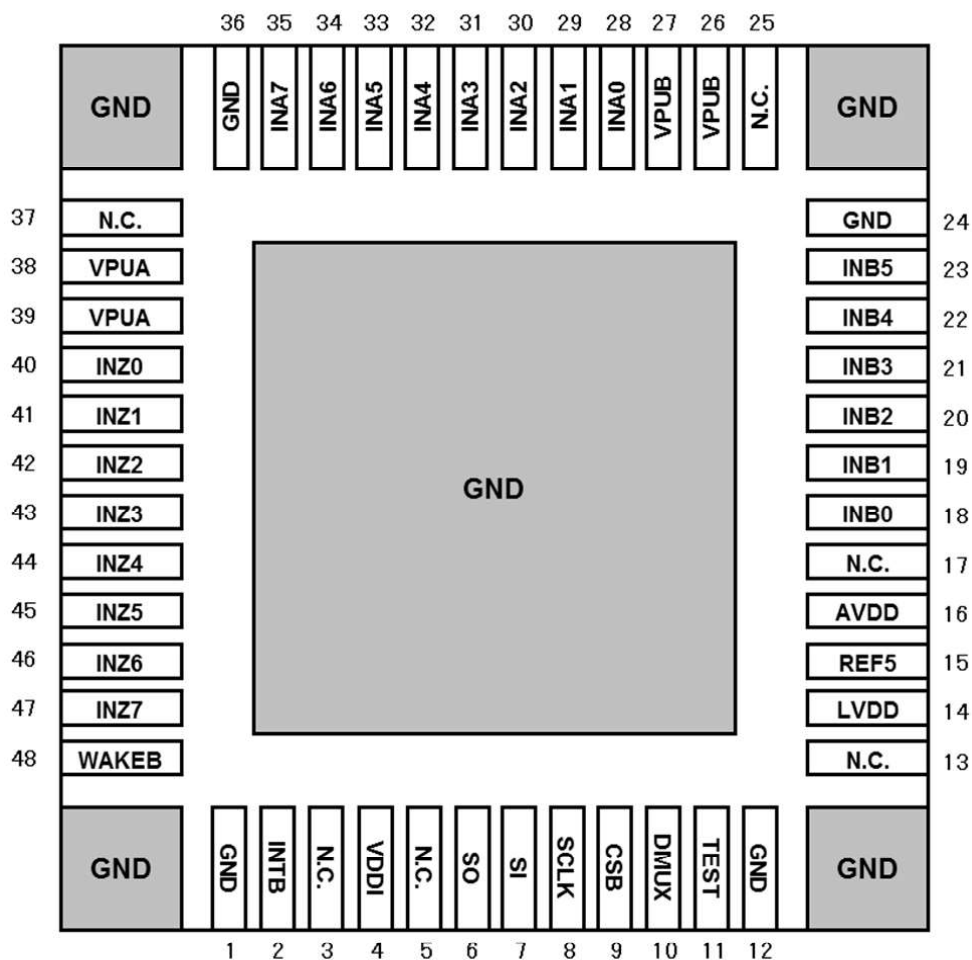 36 35 34 33 32 31 30 29 28 27 26 25
GND GND INA7 INA6 INA5 INA4 INA3 INA2 INA1 INA0 VPUB VPUB N.C. GND
37 N.C. GND 24
38 VPUA INB5 23
39 VPUA INB4 22
40 INZ0 INB3 21
41 INZ1 INB2 20
42 INZ2 INB1 19
GND
43 INZ3 INB0 18
44 INZ4 N.C. 17
45 INZ5 AVDD 16
46 INZ6 REF5 15
47 INZ7 LVDD 14
48 WAKEB N.C. 13
GND GND INTB N.C. VDDI N.C. SO SI SCLK CSB DMUX TEST GND GND
1 2 3 4 5 6 7 8 9 10 11 12